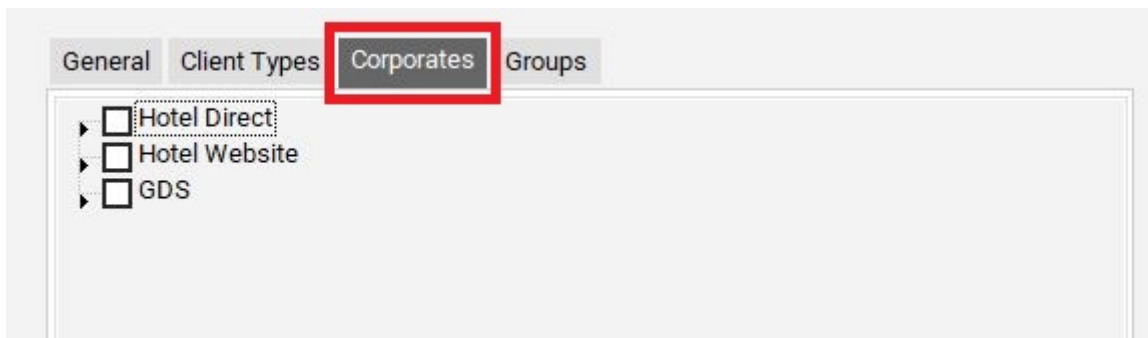 General Client Types Corporates Groups
Hotel Direct
Hotel Website
GDS